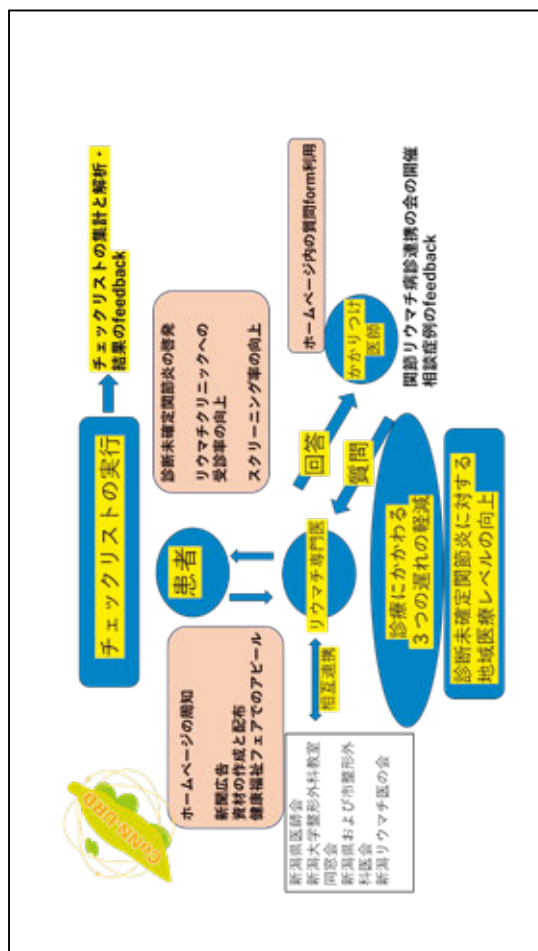 CoNN-URD
チェックリストの実行
チェックリストの集計と解析・
結果のfeedback
ホームページの周知
新聞広告
資材の作成と配布
健康福祉フェアでのアピール
患者
診断未確定関節炎の啓発
リウマチクリニックへの
受診率の向上
スクリーニング率の向上
新潟県医師会
新潟大学整形外科教室
同窓会
新潟県および市整形外
科医会
新潟リウマチ医の会
相互連携
リウマチ専門医
回答
質問
ホームページ内の質問form利用
かかりつけ
医師
関節リウマチ病診連携の会の開催
相談症例のfeedback
診療にかかわる
3つの遅れの軽減
診断未確定関節炎に対する
地域医療レベルの向上